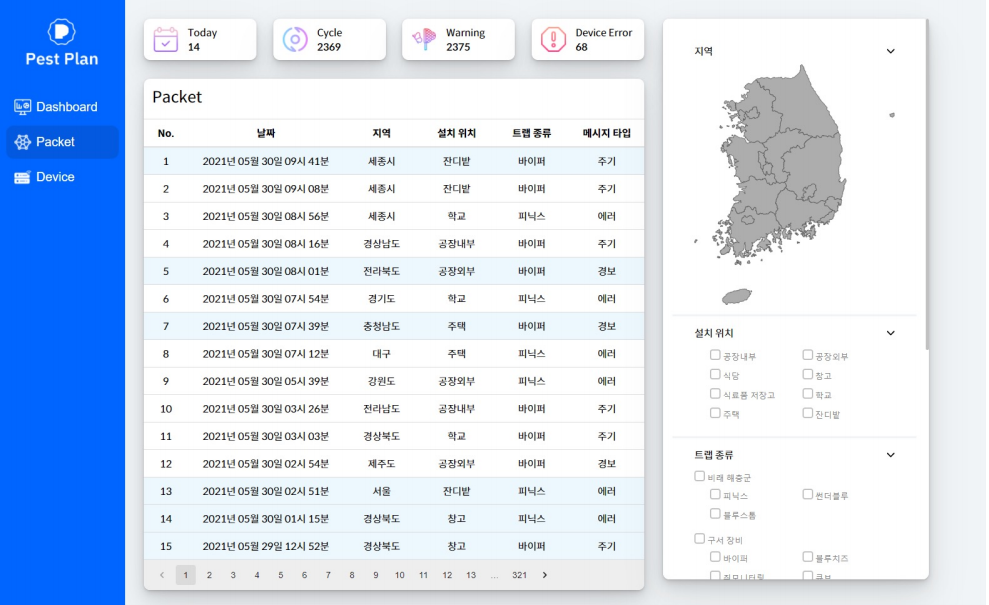 Pest Plan
Dashboard
Packet
Device
Today
14
Cycle
2369
Warning
2375
Device Error
68
Packet
No. 날짜 지역 설치 위치 트랩 종류 메시지 타입
1 2021년 05월 30일 09시 41분 세종시 잔디밭 바이퍼 주기
2 2021년 05월 30일 09시 08분 세종시 잔디밭 바이퍼 주기
3 2021년 05월 30일 08시 56분 세종시 학교 피닉스 에러
4 2021년 05월 30일 08시 16분 경상남도 공장내부 바이퍼 주기
5 2021년 05월 30일 08시 01분 전라북도 공장외부 바이퍼 경보
6 2021년 05월 30일 07시 54분 경기도 학교 피닉스 에러
7 2021년 05월 30일 07시 39분 충청남도 주택 바이퍼 경보
8 2021년 05월 30일 07시 12분 대구 주택 피닉스 에러
9 2021년 05월 30일 05시 39분 강원도 공장외부 피닉스 에러
10 2021년 05월 30일 03시 26분 전라남도 공장내부 바이퍼 주기
11 2021년 05월 30일 03시 03분 경상북도 학교 바이퍼 주기
12 2021년 05월 30일 02시 54분 제주도 공장외부 바이퍼 경보
13 2021년 05월 30일 02시 51분 서울 잔디밭 피닉스 에러
14 2021년 05월 30일 01시 15분 경상북도 창고 피닉스 에러
15 2021년 05월 29일 12시 52분 경상북도 창고 바이퍼 주기
< 1 2 3 4 5 6 7 8 9 10 11 12 13 ... 321 >
지역
설치 위치
공장내부 공장외부
식당 창고
식료품 저장고 학교
주택 잔디밭
트랩 종류
비래 해충군
피닉스 썬더블루
블루스톰
구서 장비
바이퍼 블루치즈
쥐모니터링 큐브